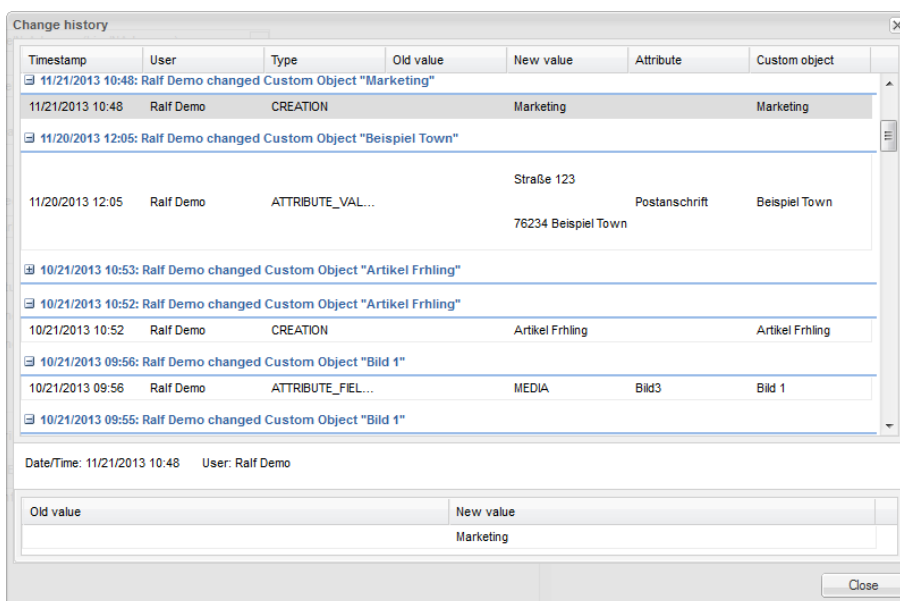 Change history
Timestamp User Type Old value New value Attribute Custom object
11/21/2013 10:48: Ralf Demo changed Custom Object "Marketing"
11/21/2013 10:48 Ralf Demo CREATION Marketing Marketing
11/20/2013 12:05: Ralf Demo changed Custom Object "Beispiel Town"
Straße 123
11/20/2013 12:05 Ralf Demo ATTRIBUTE_VAL... Postanschrift Beispiel Town
76234 Beispiel Town
10/21/2013 10:53: Ralf Demo changed Custom Object "Artikel Frhling"
10/21/2013 10:52: Ralf Demo changed Custom Object "Artikel Frhling"
10/21/2013 10:52 Ralf Demo CREATION Artikel Frhling Artikel Frhling
10/21/2013 09:56: Ralf Demo changed Custom Object "Bild 1"
10/21/2013 09:56 Ralf Demo ATTRIBUTE_FIEL... MEDIA Bild3 Bild 1
10/21/2013 09:55: Ralf Demo changed Custom Object "Bild 1"
Date/Time: 11/21/2013 10:48 User: Ralf Demo
Old value New value
Marketing
Close